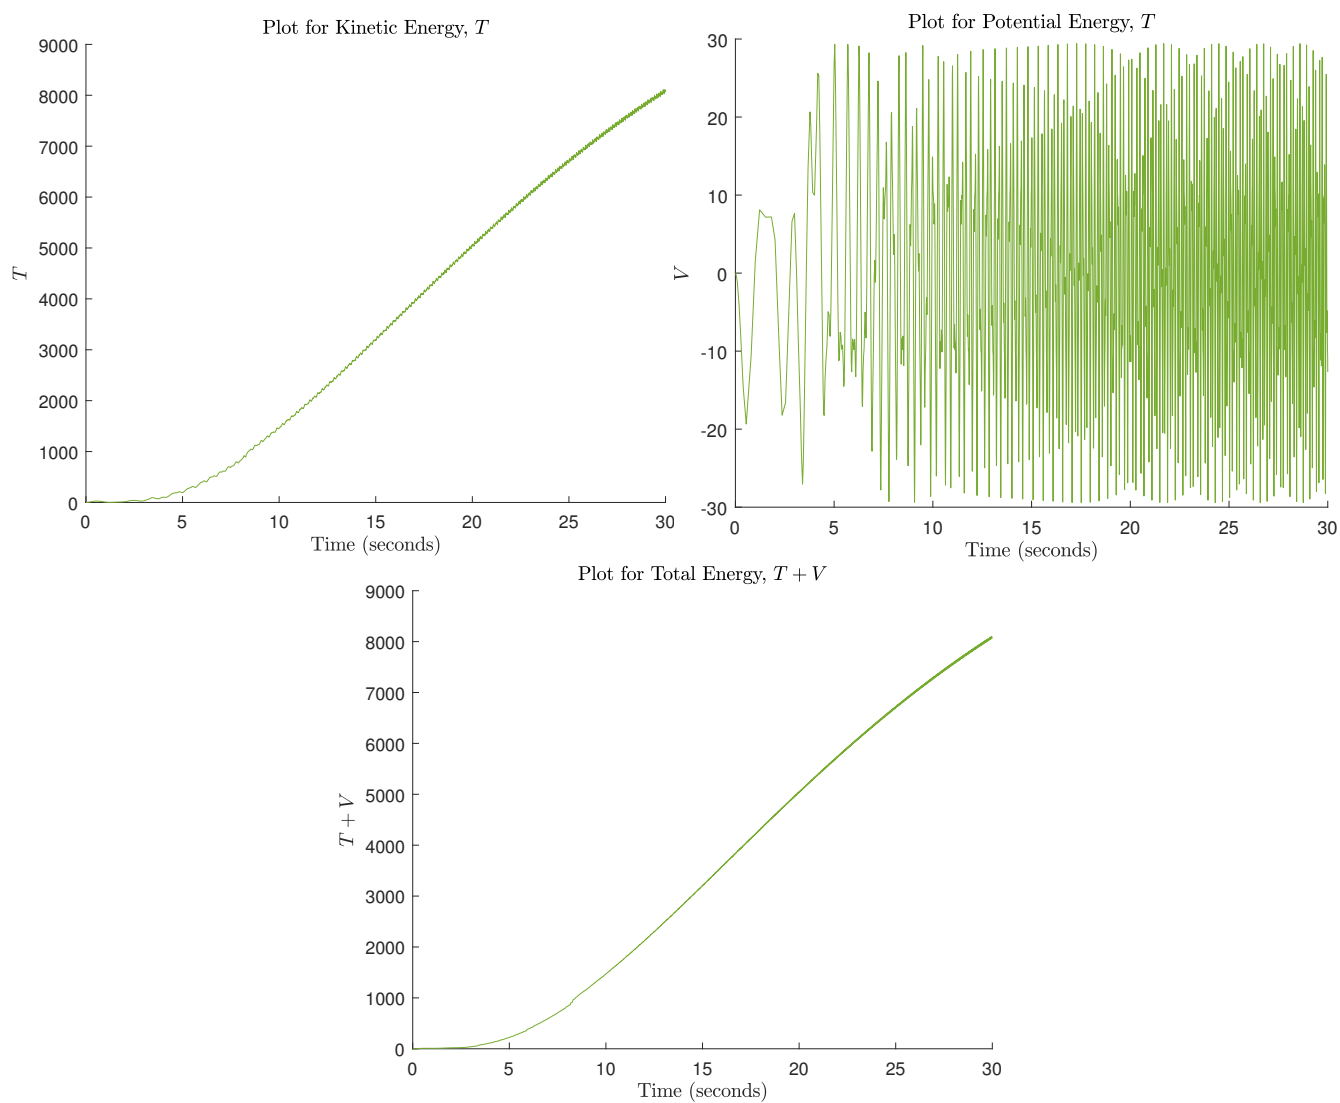 Plot for Kinetic Energy, T
9000
8000
7000
6000
5000
4000
3000
2000
1000
0
T
0 5 10 15 20 25 30
Time (seconds)
Plot for Potential Energy, T
30
20
10
0
-10
-20
-30
V
0 5 10 15 20 25 30
Time (seconds)
Plot for Total Energy, T + V
9000
8000
7000
6000
5000
4000
3000
2000
1000
0
T + V
0 5 10 15 20 25 30
Time (seconds)